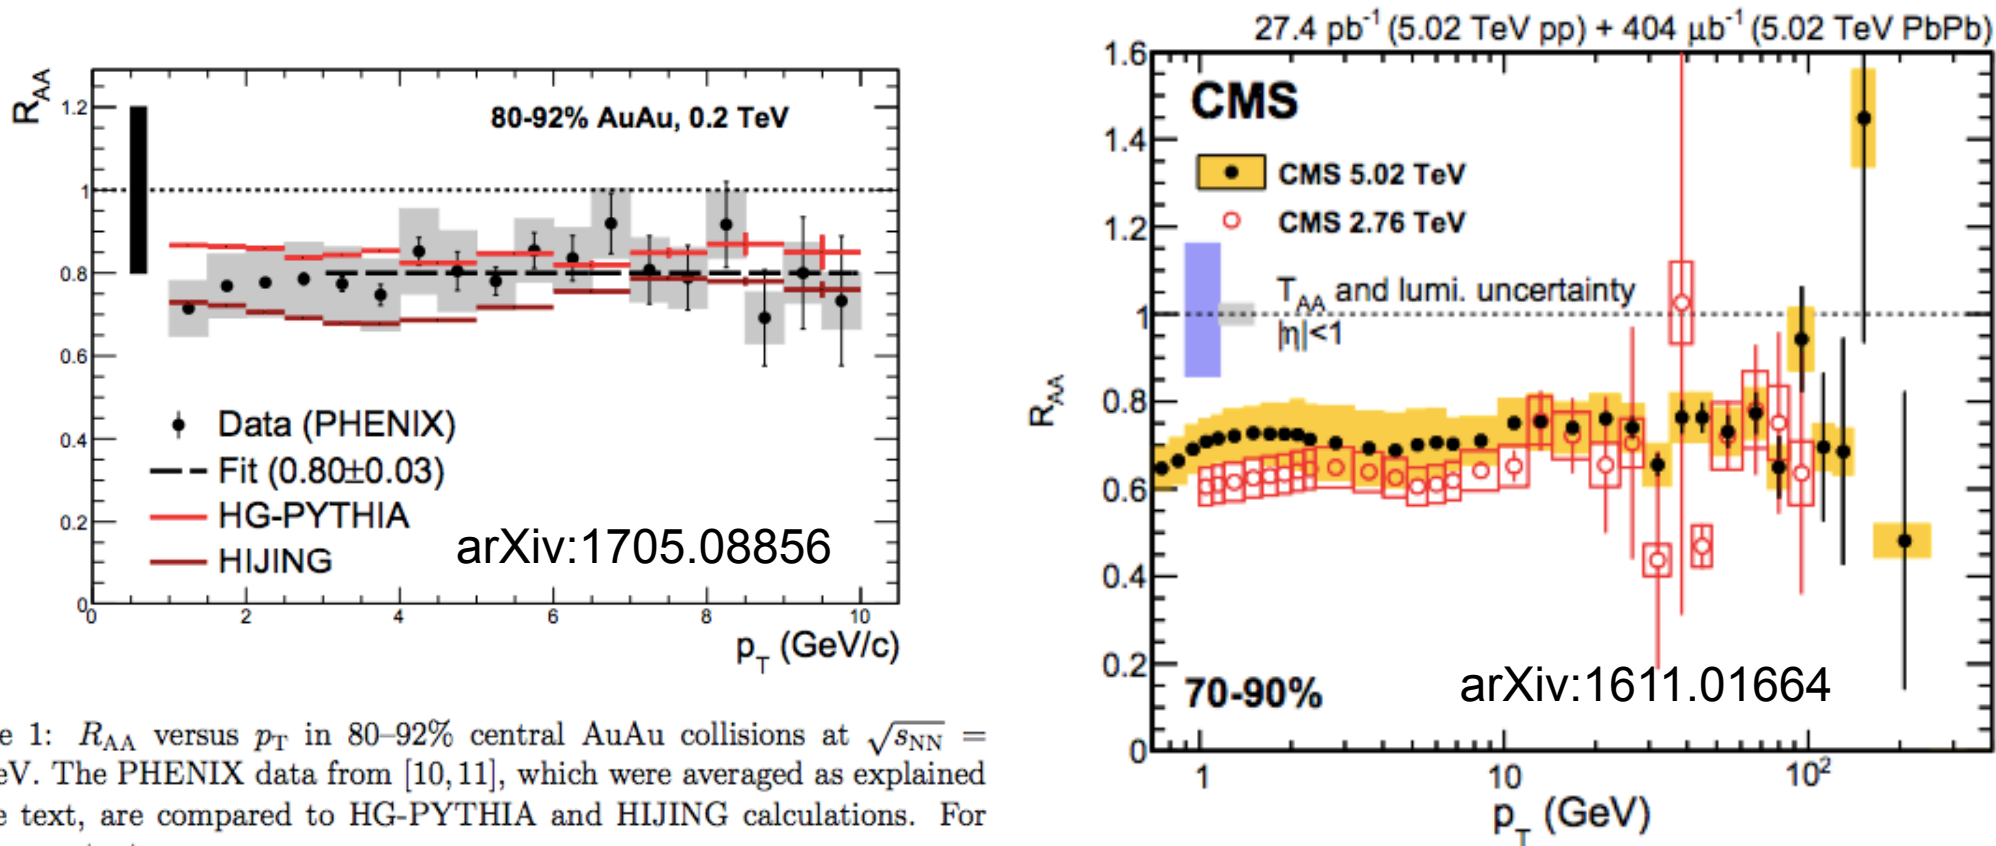 R_AA
1.2
1
0.8
0.6
0.4
0.2
0
80-92% AuAu, 0.2 TeV
Data (PHENIX)
Fit (0.80±0.03)
HG-PYTHIA
HIJING
arXiv:1705.08856
0 2 4 6 8 10
p_T (GeV/c)
e 1: R_AA versus p_T in 80–92% central AuAu collisions at √s_NN =
eV. The PHENIX data from [10, 11], which were averaged as explained
e text, are compared to HG-PYTHIA and HIJING calculations. For
27.4 pb⁻¹ (5.02 TeV pp) + 404 μb⁻¹ (5.02 TeV PbPb)
R_AA
1.6
1.4
1.2
1
0.8
0.6
0.4
0.2
0
CMS
CMS 5.02 TeV
CMS 2.76 TeV
T_AA and lumi. uncertainty
|η|<1
70-90%
arXiv:1611.01664
1 10 10²
p_T (GeV)